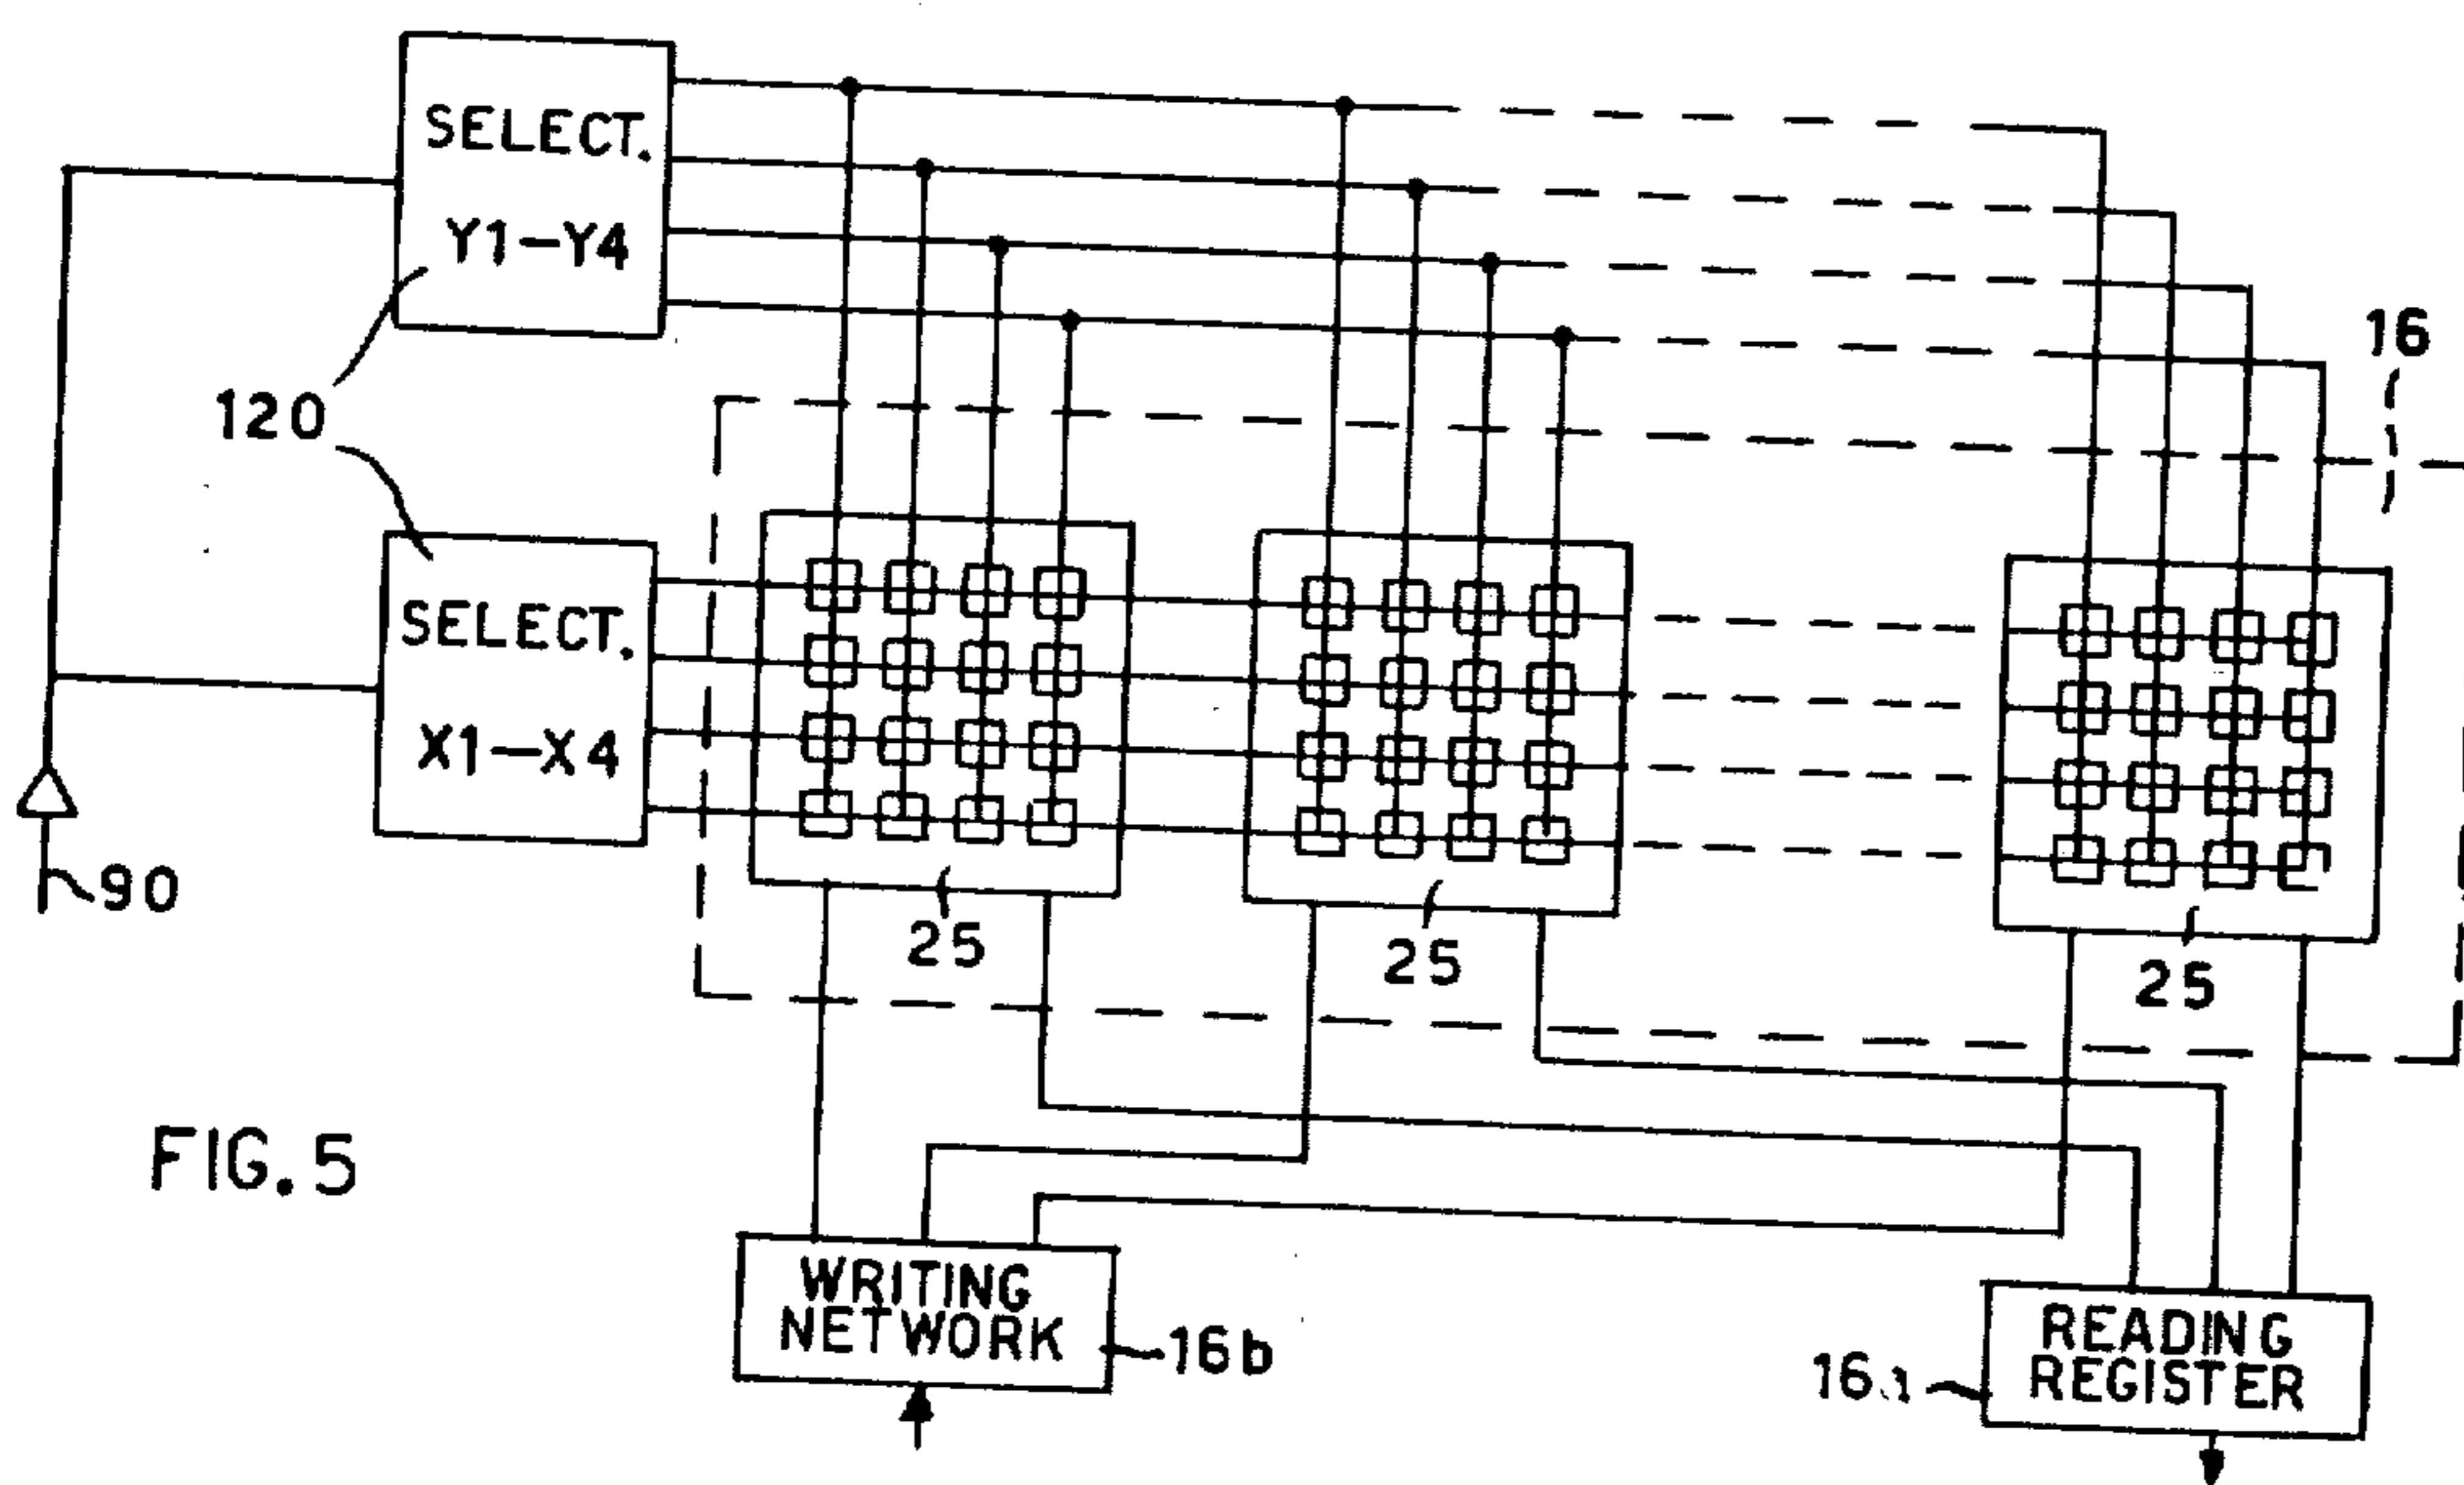 SELECT.
Y1-Y4
16
120
SELECT.
X1-X4
90
25
25
25
FIG. 5
WRITING
NETWORK
16b
READING
REGISTER